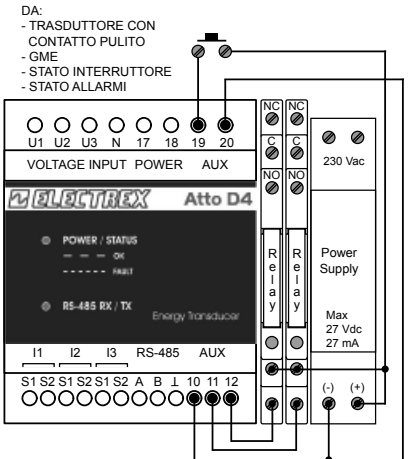 DA:
- TRASDUTTORE CON
CONTATTO PULITO
- GME
- STATO INTERRUTTORE
- STATO ALLARMI
NC NC
U1 U2 U3 N 17 18 19 20
C C
230 Vac
VOLTAGE INPUT POWER AUX
NO NO
ELECTREX Atto D4
POWER / STATUS
OK
FAULT
RS-485 RX / TX
Energy Transducer
Relay Relay
Power
Supply
Max
27 Vdc
27 mA
I1 I2 I3 RS-485 AUX
S1 S2 S1 S2 S1 S2 A B ⊥ 10 11 12
(-) (+)